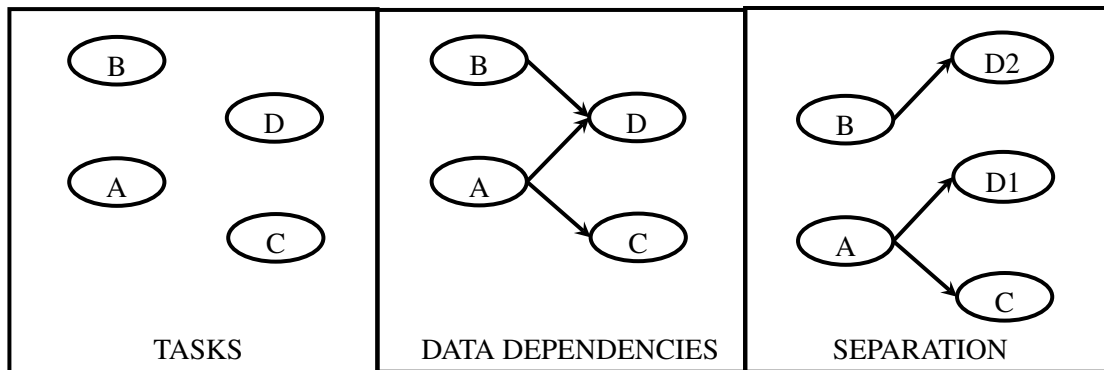 B
D
A
C
TASKS
B
D
A
C
DATA DEPENDENCIES
D2
B
D1
A
C
SEPARATION